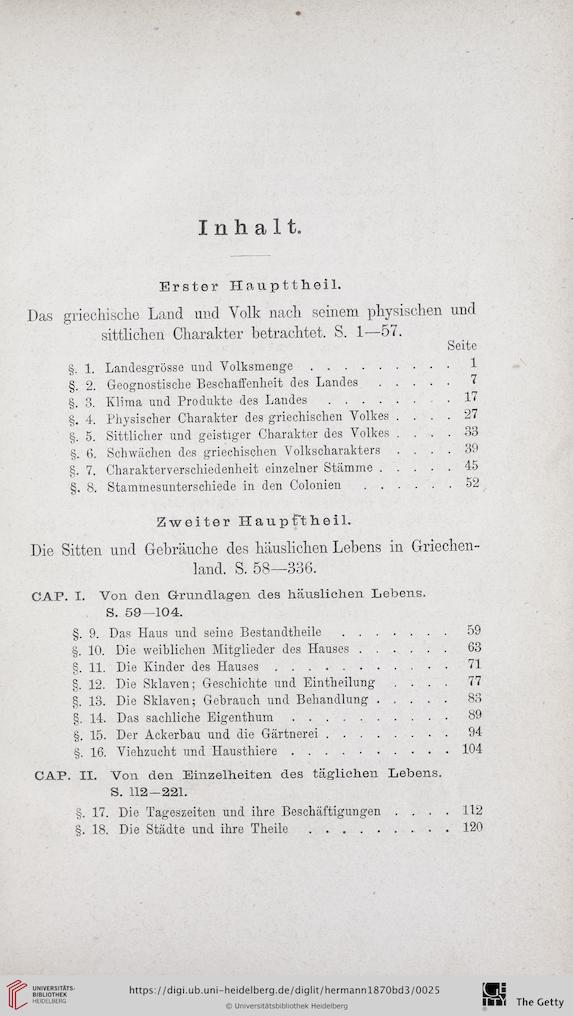 Inhalt.
Erster Haupttheil.
Das griechische Land und Volk nach seinem physischen und
sittlichen Charakter betrachtet. S. 1—57.
Seite
§. 1. Landesgrösse und Volksmenge . . . . . . . . . 1
§. 2. Geognostische Beschaffenheit des Landes . . . . . 7
§. 3. Klima und Produkte des Landes . . . . . . . . 17
§. 4. Physischer Charakter des griechischen Volkes . . . . 27
§. 5. Sittlicher und geistiger Charakter des Volkes . . . . 33
§. 6. Schwächen des griechischen Volkscharakters . . . . 39
§. 7. Charakterverschiedenheit einzelner Stämme . . . . . 45
§. 8. Stammesunterschiede in den Colonien . . . . . . 52
Zweiter Haupttheil.
Die Sitten und Gebräuche des häuslichen Lebens in Griechen-
land. S. 58—336.
CAP. I. Von den Grundlagen des häuslichen Lebens.
S. 59—104.
§. 9. Das Haus und seine Bestandtheile . . . . . . . 59
§. 10. Die weiblichen Mitglieder des Hauses . . . . . . 63
§. 11. Die Kinder des Hauses . . . . . . . . . . . 71
§. 12. Die Sklaven; Geschichte und Eintheilung . . . . 77
§. 13. Die Sklaven; Gebrauch und Behandlung . . . . . 83
§. 14. Das sachliche Eigenthum . . . . . . . . . . 89
§. 15. Der Ackerbau und die Gärtnerei . . . . . . . . 94
§. 16. Viehzucht und Hausthiere . . . . . . . . . . 104
CAP. II. Von den Einzelheiten des täglichen Lebens.
S. 112—221.
§. 17. Die Tageszeiten und ihre Beschäftigungen . . . . 112
§. 18. Die Städte und ihre Theile . . . . . . . . . 120
UNIVERSITÄTS-
BIBLIOTHEK
HEIDELBERG
https://digi.ub.uni-heidelberg.de/diglit/hermann1870bd3/0025
© Universitätsbibliothek Heidelberg
The Getty